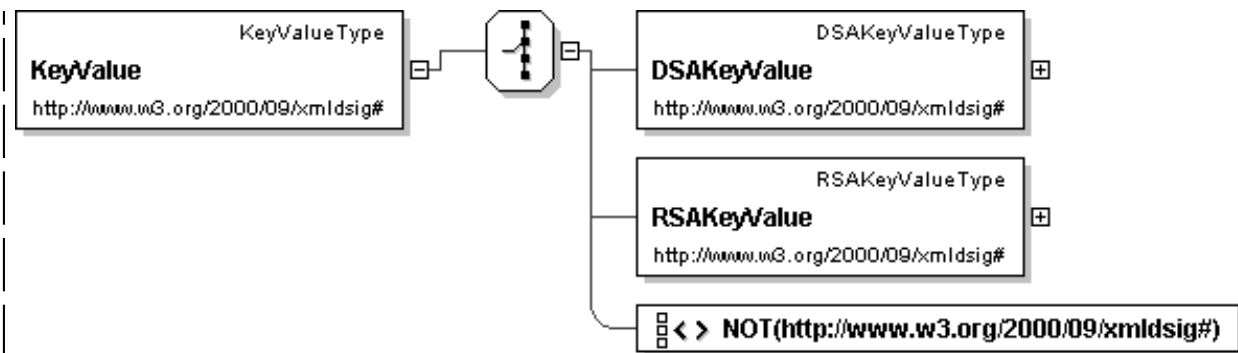 KeyValueType
KeyValue
http://www.w3.org/2000/09/xmldsig#
DSAKeyValueType
DSAKeyValue
http://www.w3.org/2000/09/xmldsig#
RSAKeyValueType
RSAKeyValue
http://www.w3.org/2000/09/xmldsig#
NOT(http://www.w3.org/2000/09/xmldsig#)